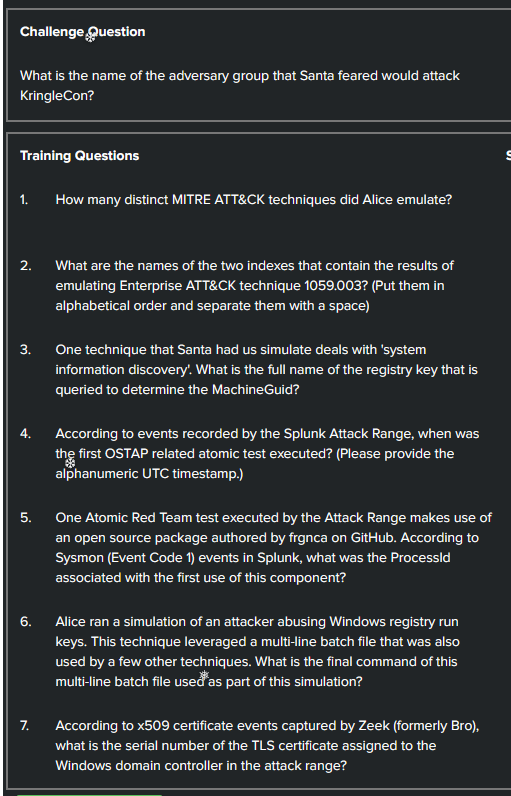 Challenge Question
What is the name of the adversary group that Santa feared would attack
KringleCon?
Training Questions
S
1. How many distinct MITRE ATT&CK techniques did Alice emulate?
2. What are the names of the two indexes that contain the results of
emulating Enterprise ATT&CK technique 1059.003? (Put them in
alphabetical order and separate them with a space)
3. One technique that Santa had us simulate deals with 'system
information discovery'. What is the full name of the registry key that is
queried to determine the MachineGuid?
4. According to events recorded by the Splunk Attack Range, when was
the first OSTAP related atomic test executed? (Please provide the
alphanumeric UTC timestamp.)
5. One Atomic Red Team test executed by the Attack Range makes use of
an open source package authored by frgnca on GitHub. According to
Sysmon (Event Code 1) events in Splunk, what was the ProcessId
associated with the first use of this component?
6. Alice ran a simulation of an attacker abusing Windows registry run
keys. This technique leveraged a multi-line batch file that was also
used by a few other techniques. What is the final command of this
multi-line batch file used as part of this simulation?
7. According to x509 certificate events captured by Zeek (formerly Bro),
what is the serial number of the TLS certificate assigned to the
Windows domain controller in the attack range?